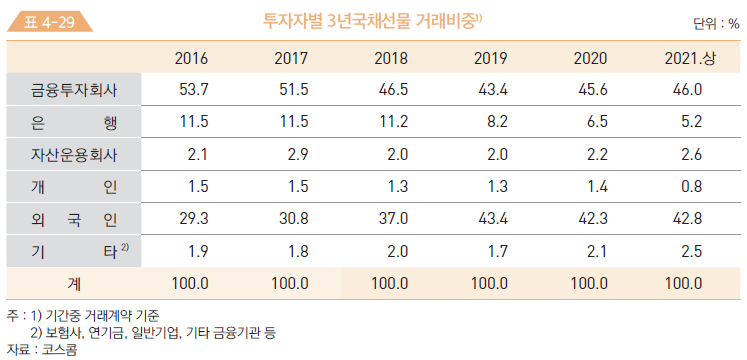 표 4-29 투자자별 3년국채선물 거래비중1) 단위 : %
2016 2017 2018 2019 2020 2021.상
금융투자회사 53.7 51.5 46.5 43.4 45.6 46.0
은 행 11.5 11.5 11.2 8.2 6.5 5.2
자산운용회사 2.1 2.9 2.0 2.0 2.2 2.6
개 인 1.5 1.5 1.3 1.3 1.4 0.8
외 국 인 29.3 30.8 37.0 43.4 42.3 42.8
기 타2) 1.9 1.8 2.0 1.7 2.1 2.5
계 100.0 100.0 100.0 100.0 100.0 100.0
주 : 1) 기간중 거래계약 기준
2) 보험사, 연기금, 일반기업, 기타 금융기관 등
자료 : 코스콤